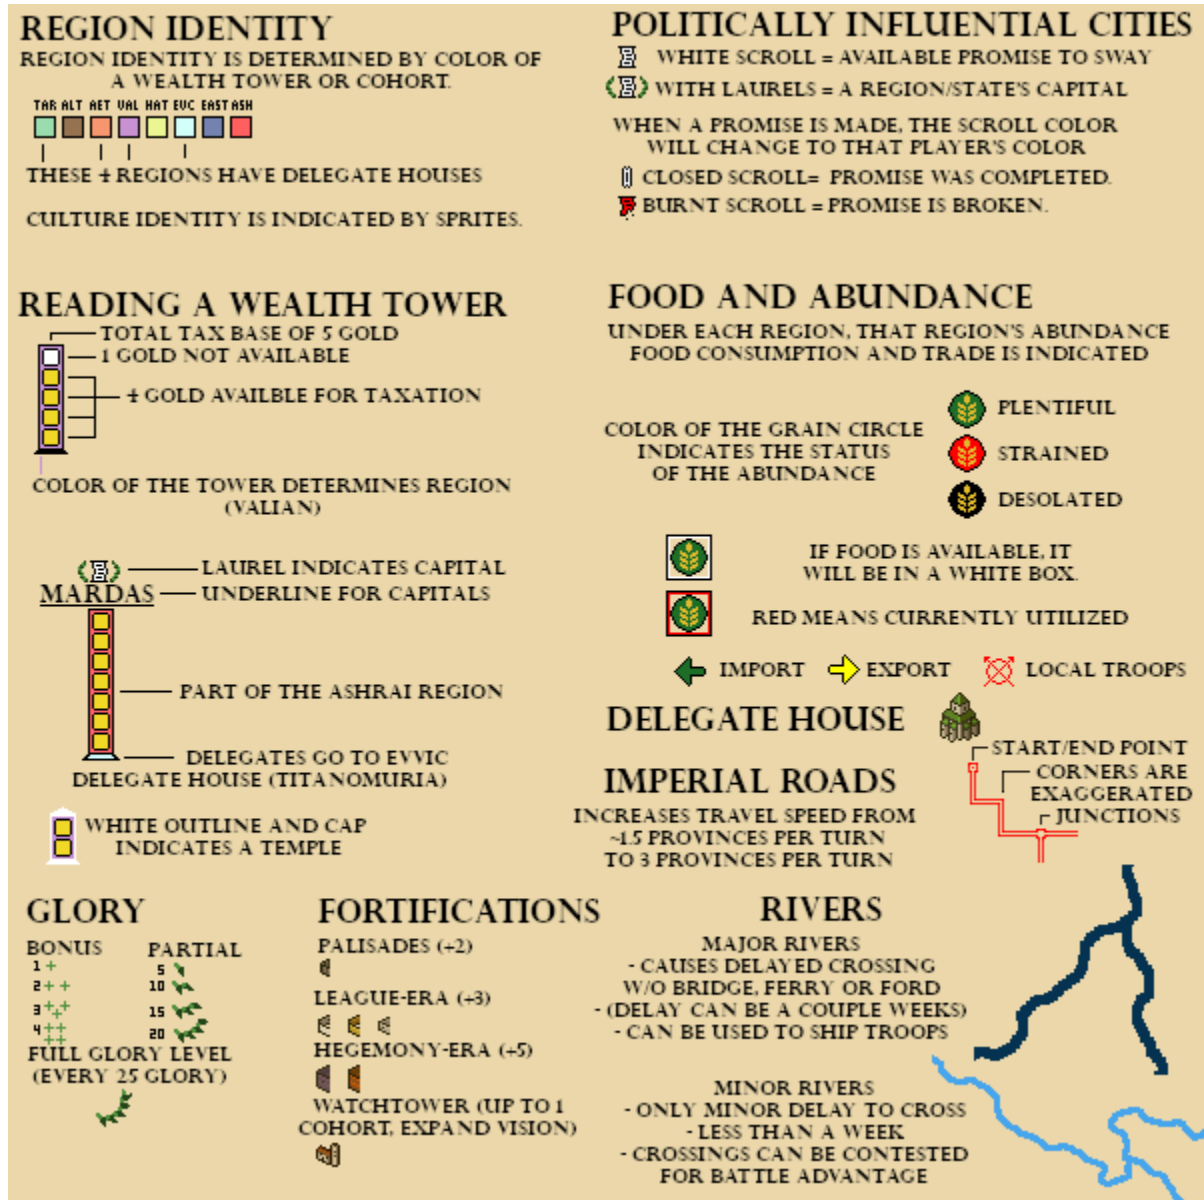 REGION IDENTITY
REGION IDENTITY IS DETERMINED BY COLOR OF
A WEALTH TOWER OR COHORT.
TAR ALT AET VAL HAT EVC EAST ASH
THESE 4 REGIONS HAVE DELEGATE HOUSES
CULTURE IDENTITY IS INDICATED BY SPRITES.
POLITICALLY INFLUENTIAL CITIES
WHITE SCROLL = AVAILABLE PROMISE TO SWAY
WITH LAURELS = A REGION/STATE'S CAPITAL
WHEN A PROMISE IS MADE, THE SCROLL COLOR
WILL CHANGE TO THAT PLAYER'S COLOR
CLOSED SCROLL= PROMISE WAS COMPLETED.
BURNT SCROLL = PROMISE IS BROKEN.
READING A WEALTH TOWER
TOTAL TAX BASE OF 5 GOLD
1 GOLD NOT AVAILABLE
4 GOLD AVAILBLE FOR TAXATION
COLOR OF THE TOWER DETERMINES REGION
(VALIAN)
LAUREL INDICATES CAPITAL
MARDAS
UNDERLINE FOR CAPITALS
PART OF THE ASHRAI REGION
DELEGATES GO TO EVVIC
DELEGATE HOUSE (TITANOMURIA)
WHITE OUTLINE AND CAP
INDICATES A TEMPLE
FOOD AND ABUNDANCE
UNDER EACH REGION, THAT REGION'S ABUNDANCE
FOOD CONSUMPTION AND TRADE IS INDICATED
COLOR OF THE GRAIN CIRCLE
INDICATES THE STATUS
OF THE ABUNDANCE
PLENTIFUL
STRAINED
DESOLATED
IF FOOD IS AVAILABLE, IT
WILL BE IN A WHITE BOX.
RED MEANS CURRENTLY UTILIZED
IMPORT
EXPORT
LOCAL TROOPS
DELEGATE HOUSE
IMPERIAL ROADS
INCREASES TRAVEL SPEED FROM
~1.5 PROVINCES PER TURN
TO 3 PROVINCES PER TURN
START/END POINT
CORNERS ARE
EXAGGERATED
JUNCTIONS
GLORY
BONUS
1
2
3
4
PARTIAL
5
10
15
20
FULL GLORY LEVEL
(EVERY 25 GLORY)
FORTIFICATIONS
PALISADES (+2)
LEAGUE-ERA (+3)
HEGEMONY-ERA (+5)
WATCHTOWER (UP TO 1
COHORT, EXPAND VISION)
RIVERS
MAJOR RIVERS
- CAUSES DELAYED CROSSING
W/O BRIDGE, FERRY OR FORD
- (DELAY CAN BE A COUPLE WEEKS)
- CAN BE USED TO SHIP TROOPS
MINOR RIVERS
- ONLY MINOR DELAY TO CROSS
- LESS THAN A WEEK
- CROSSINGS CAN BE CONTESTED
FOR BATTLE ADVANTAGE